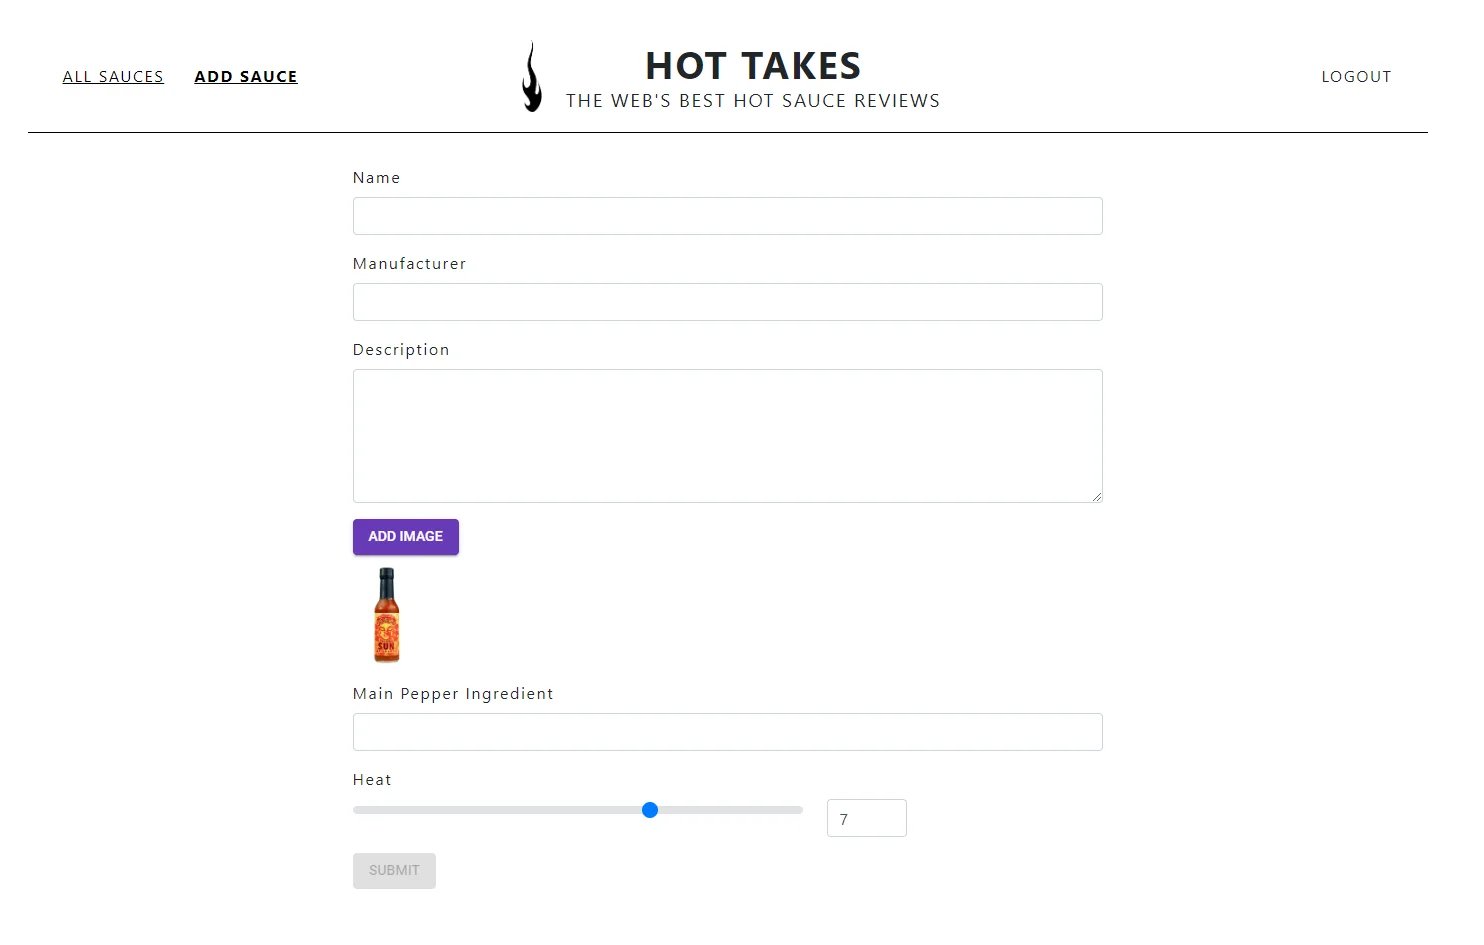 ALL SAUCES
ADD SAUCE
HOT TAKES
THE WEB'S BEST HOT SAUCE REVIEWS
LOGOUT
Name
Manufacturer
Description
ADD IMAGE
SUN
Main Pepper Ingredient
Heat
7
SUBMIT